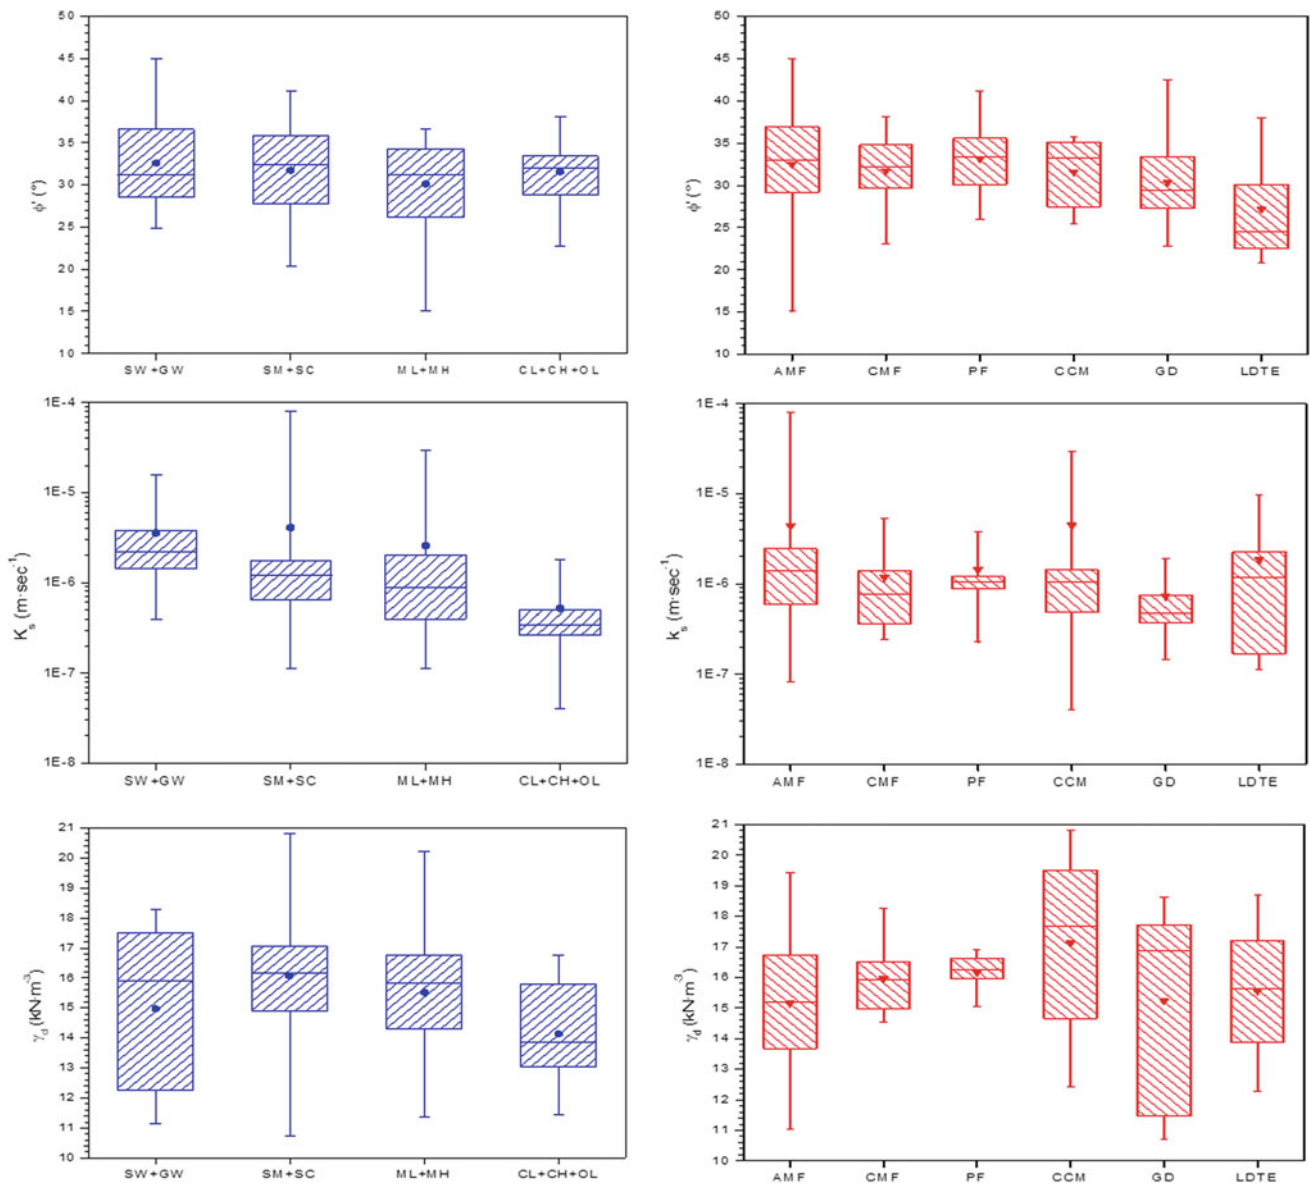 50
45
40
35
30
25
20
15
10
ϕ' (°)
SW+GW SM+SC ML+MH CL+CH+OL
50
45
40
35
30
25
20
15
10
ϕ' (°)
AMF CMF PF CCM GD LDTE
1E-4
1E-5
1E-6
1E-7
1E-8
K_s (m·sec⁻¹)
SW+GW SM+SC ML+MH CL+CH+OL
1E-4
1E-5
1E-6
1E-7
1E-8
k_s (m·sec⁻¹)
AMF CMF PF CCM GD LDTE
21
20
19
18
17
16
15
14
13
12
11
10
γ_d (kN·m⁻³)
SW+GW SM+SC ML+MH CL+CH+OL
21
20
19
18
17
16
15
14
13
12
11
10
γ_d (kN·m⁻³)
AMF CMF PF CCM GD LDTE